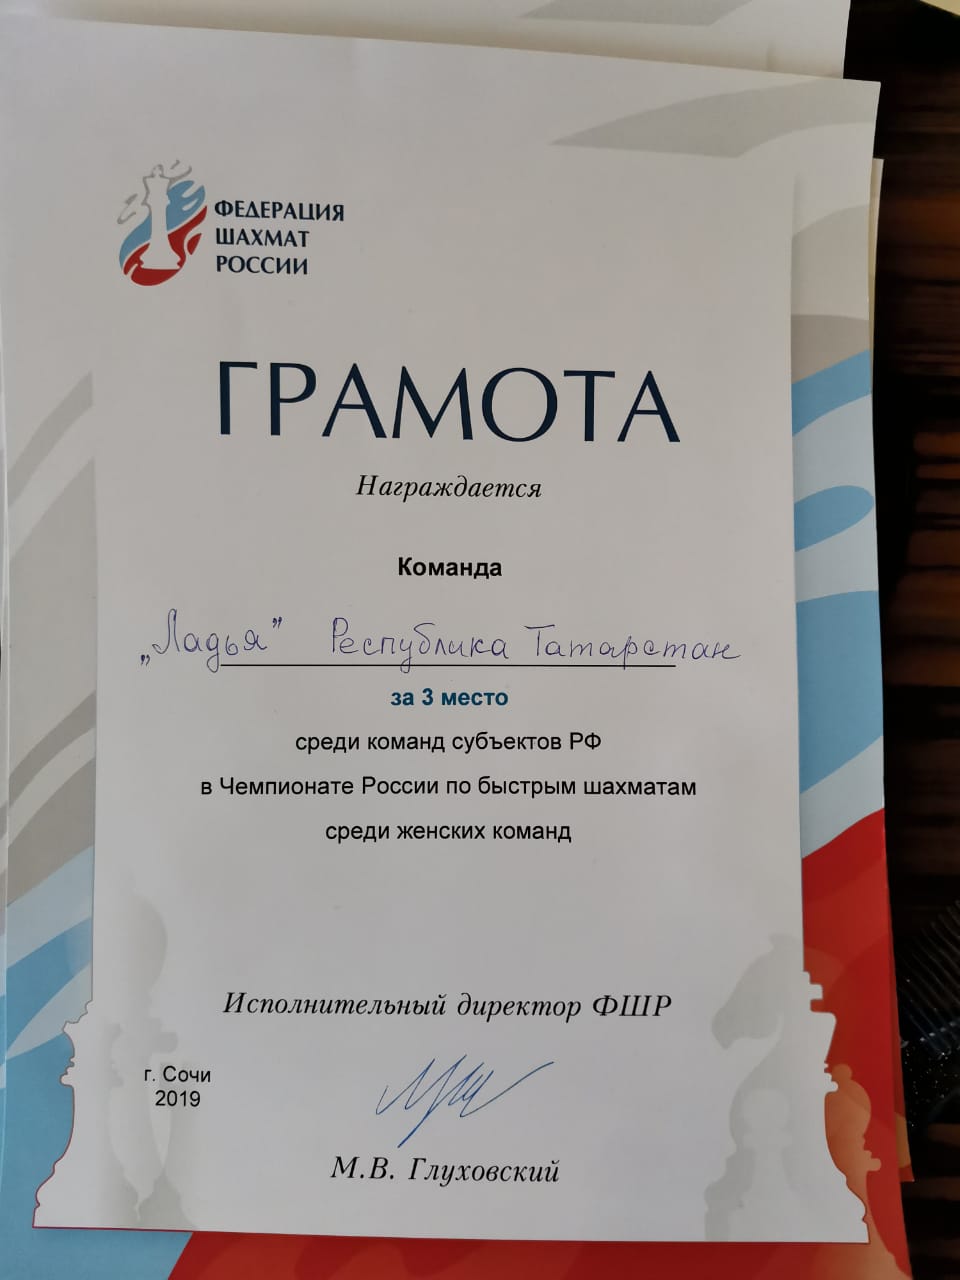 ФЕДЕРАЦИЯ
ШАХМАТ
РОССИИ
ГРАМОТА
Награждается
Команда
„Ладья” Республика Татарстан
за 3 место
среди команд субъектов РФ
в Чемпионате России по быстрым шахматам
среди женских команд
Исполнительный директор ФШР
г. Сочи
2019
М.В. Глуховский